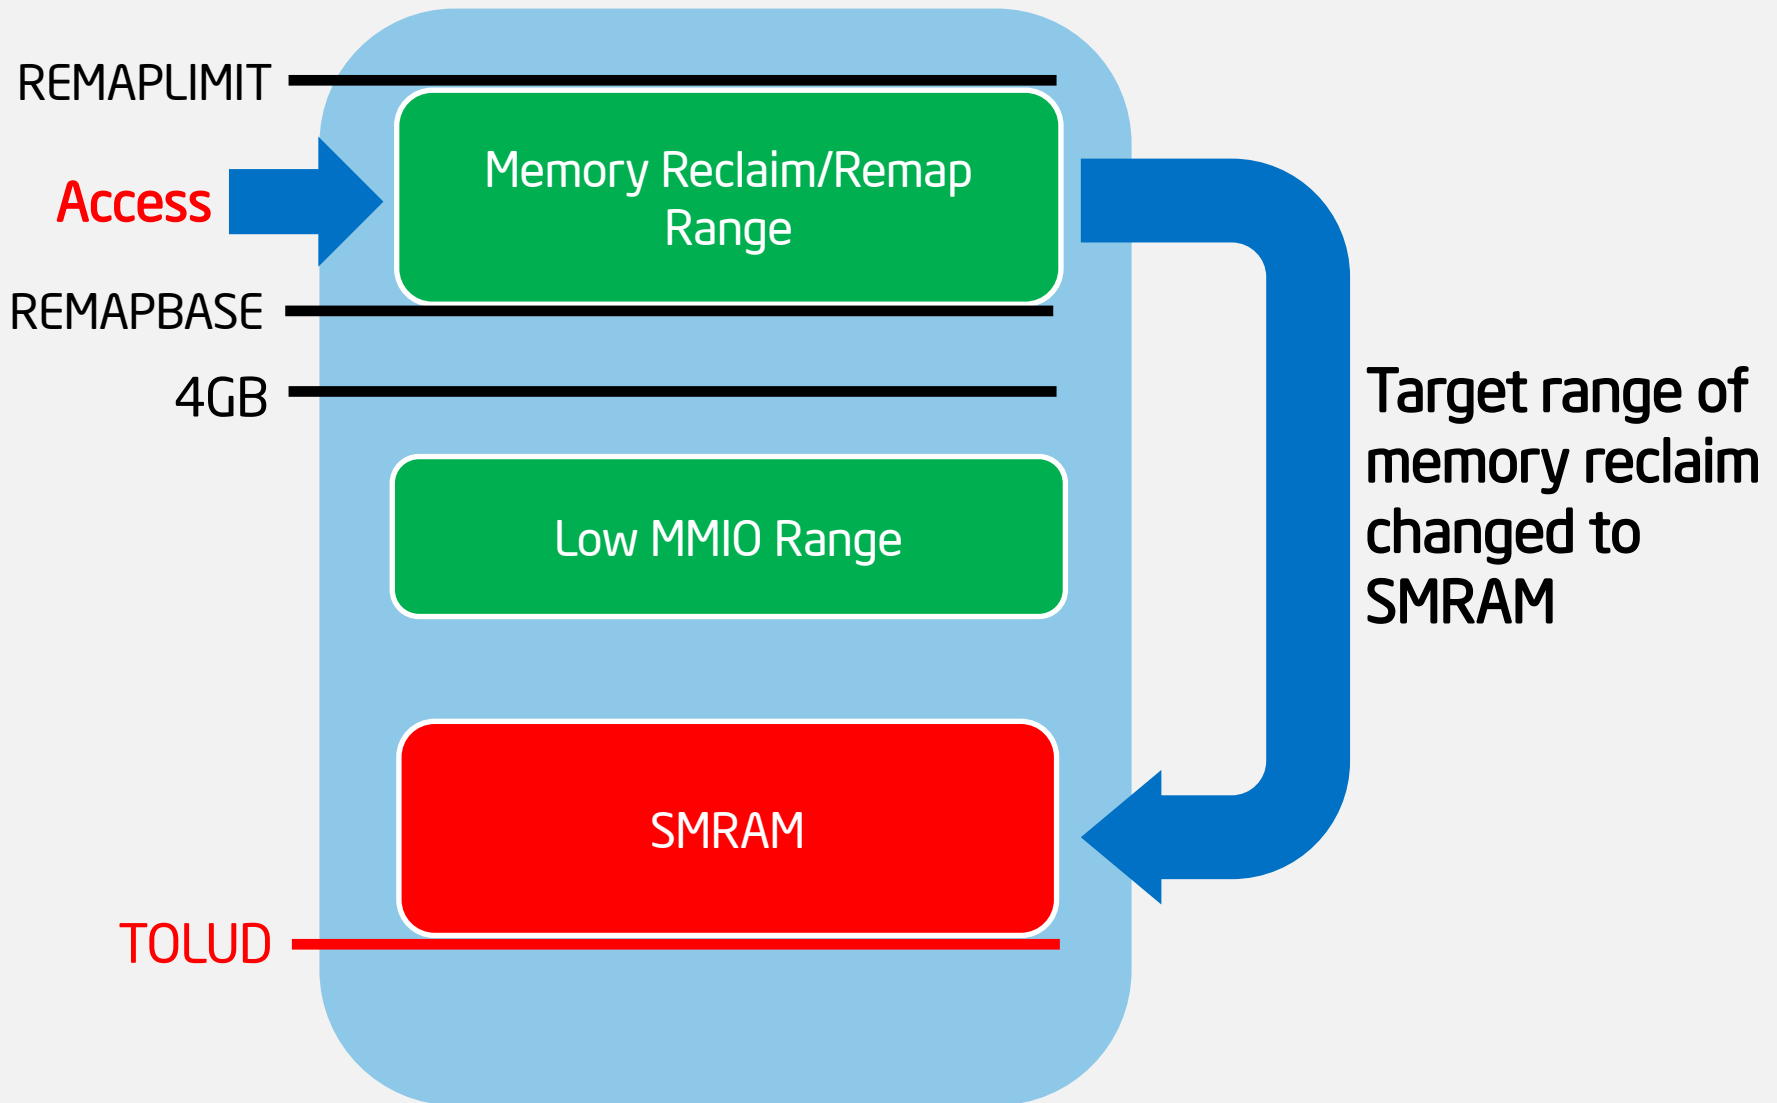 REMAPLIMIT
Memory Reclaim/Remap
Range
Access
REMAPBASE
4GB
Target range of
memory reclaim
changed to
SMRAM
Low MMIO Range
SMRAM
TOLUD